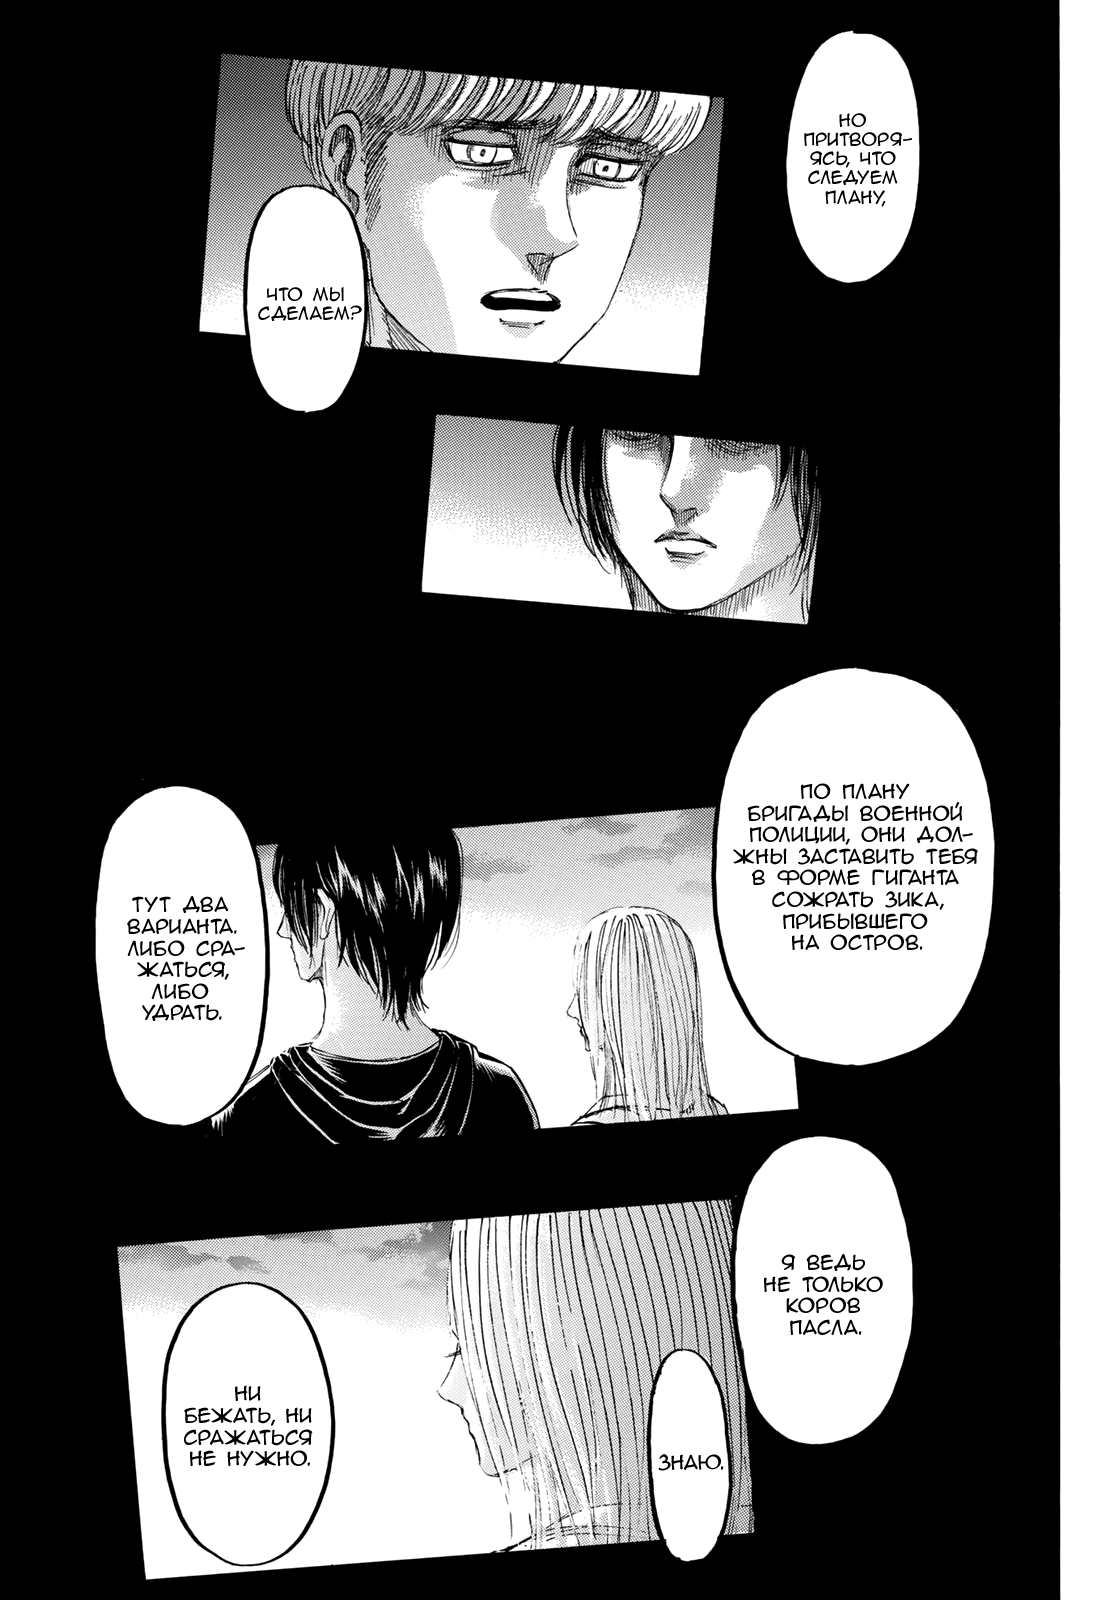 НО
ПРИТВОРЯ-
ЯСЬ, ЧТО
СЛЕДУЕМ
ПЛАНУ,
ЧТО МЫ
СДЕЛАЕМ?
ПО ПЛАНУ
БРИГАДЫ ВОЕННОЙ
ПОЛИЦИИ, ОНИ ДОЛ-
ЖНЫ ЗАСТАВИТЬ ТЕБЯ
В ФОРМЕ ГИГАНТА
СОЖРАТЬ ЗИКА,
ПРИБЫВШЕГО
НА ОСТРОВ.
ТУТ ДВА
ВАРИАНТА.
ЛИБО СРА-
ЖАТЬСЯ,
ЛИБО
УДРАТЬ.
Я ВЕДЬ
НЕ ТОЛЬКО
КОРОВ
ПАСЛА.
ЗНАЮ.
НИ
БЕЖАТЬ, НИ
СРАЖАТЬСЯ
НЕ НУЖНО.